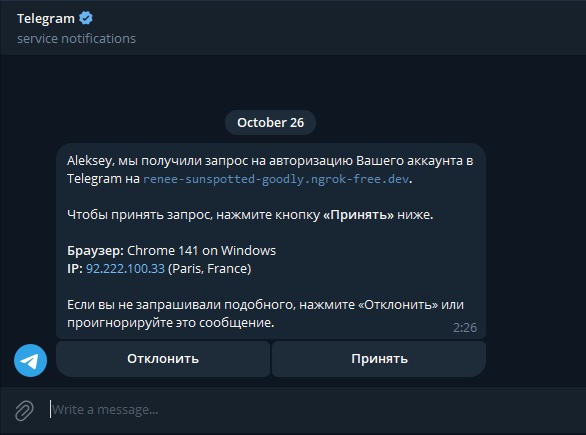 Telegram
service notifications
October 26
Aleksey, мы получили запрос на авторизацию Вашего аккаунта в
Telegram на renee-sunspotted-goodly.ngrok-free.dev.
Чтобы принять запрос, нажмите кнопку «Принять» ниже.
Браузер: Chrome 141 on Windows
IP: 92.222.100.33 (Paris, France)
Если вы не запрашивали подобного, нажмите «Отклонить» или
проигнорируйте это сообщение.
2:26
Отклонить
Принять
Write a message...